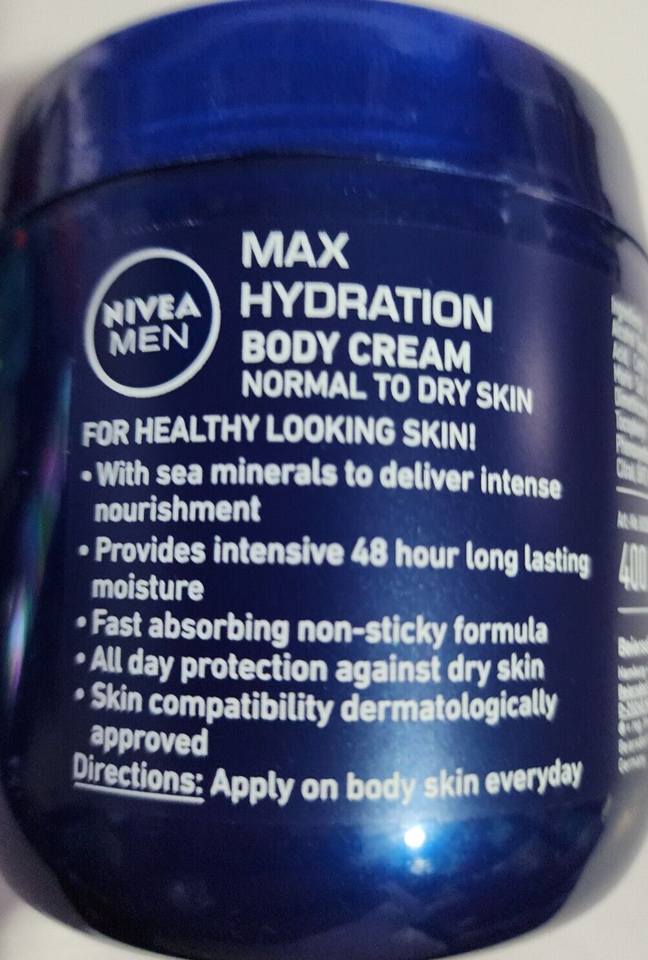 NIVEA
MEN
MAX
HYDRATION
BODY CREAM
NORMAL TO DRY SKIN
FOR HEALTHY LOOKING SKIN!
• With sea minerals to deliver intense
nourishment
• Provides intensive 48 hour long lasting
moisture
• Fast absorbing non-sticky formula
• All day protection against dry skin
• Skin compatibility dermatologically
approved
Directions: Apply on body skin everyday
400